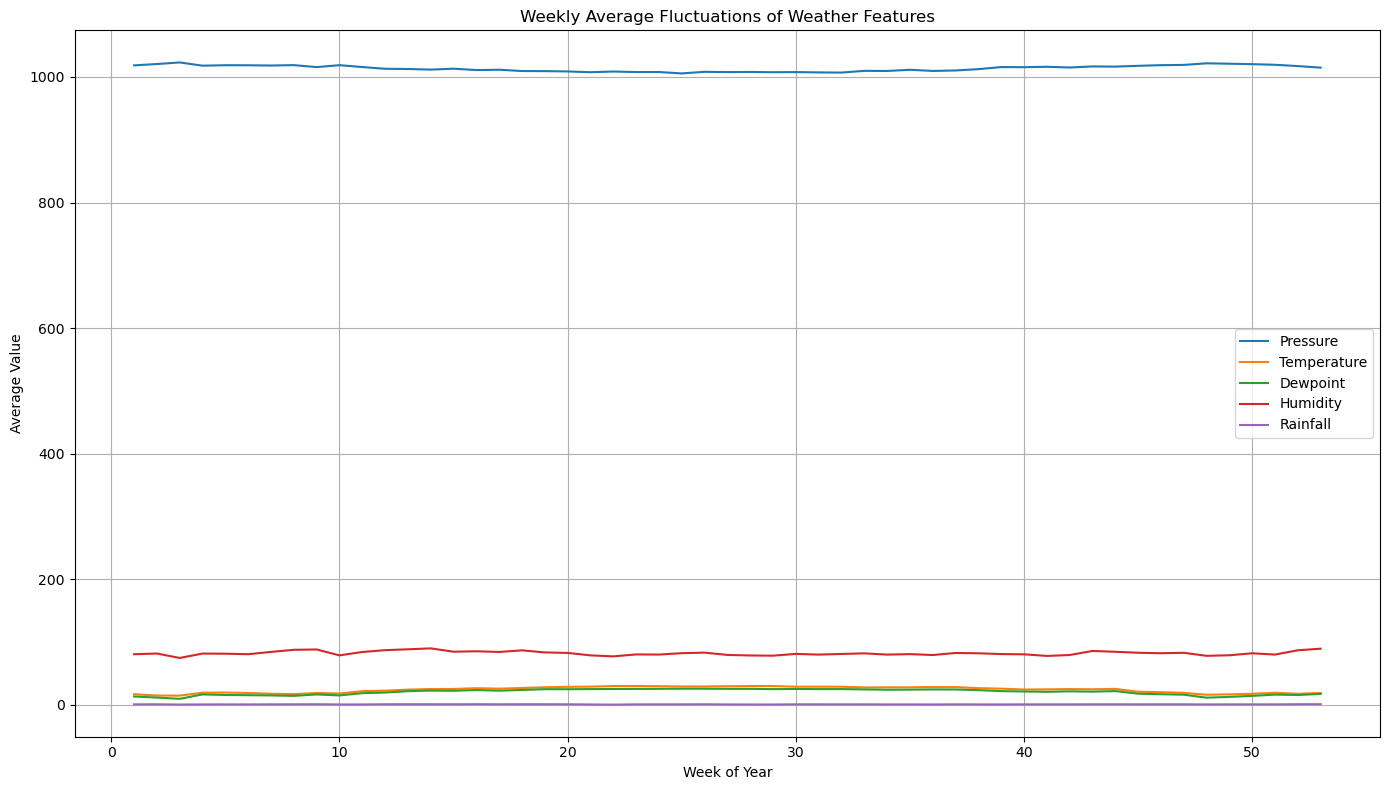 Weekly Average Fluctuations of Weather Features
Average Value
1000
800
600
400
200
0
Pressure
Temperature
Dewpoint
Humidity
Rainfall
0 10 20 30 40 50
Week of Year